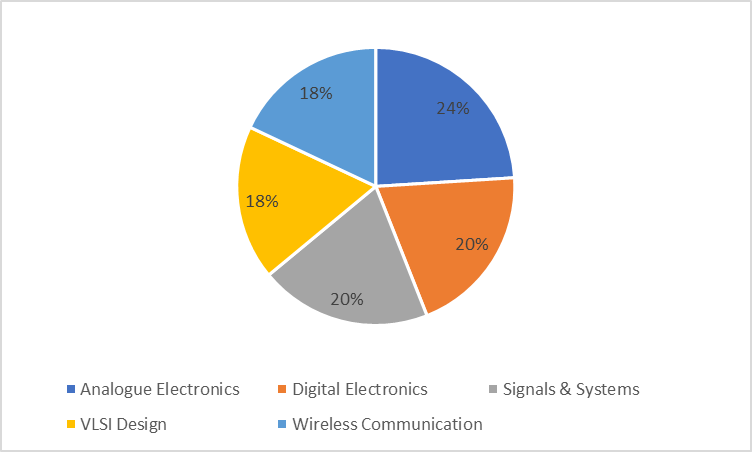 18%
24%
18%
20%
20%
Analogue Electronics
Digital Electronics
Signals & Systems
VLSI Design
Wireless Communication